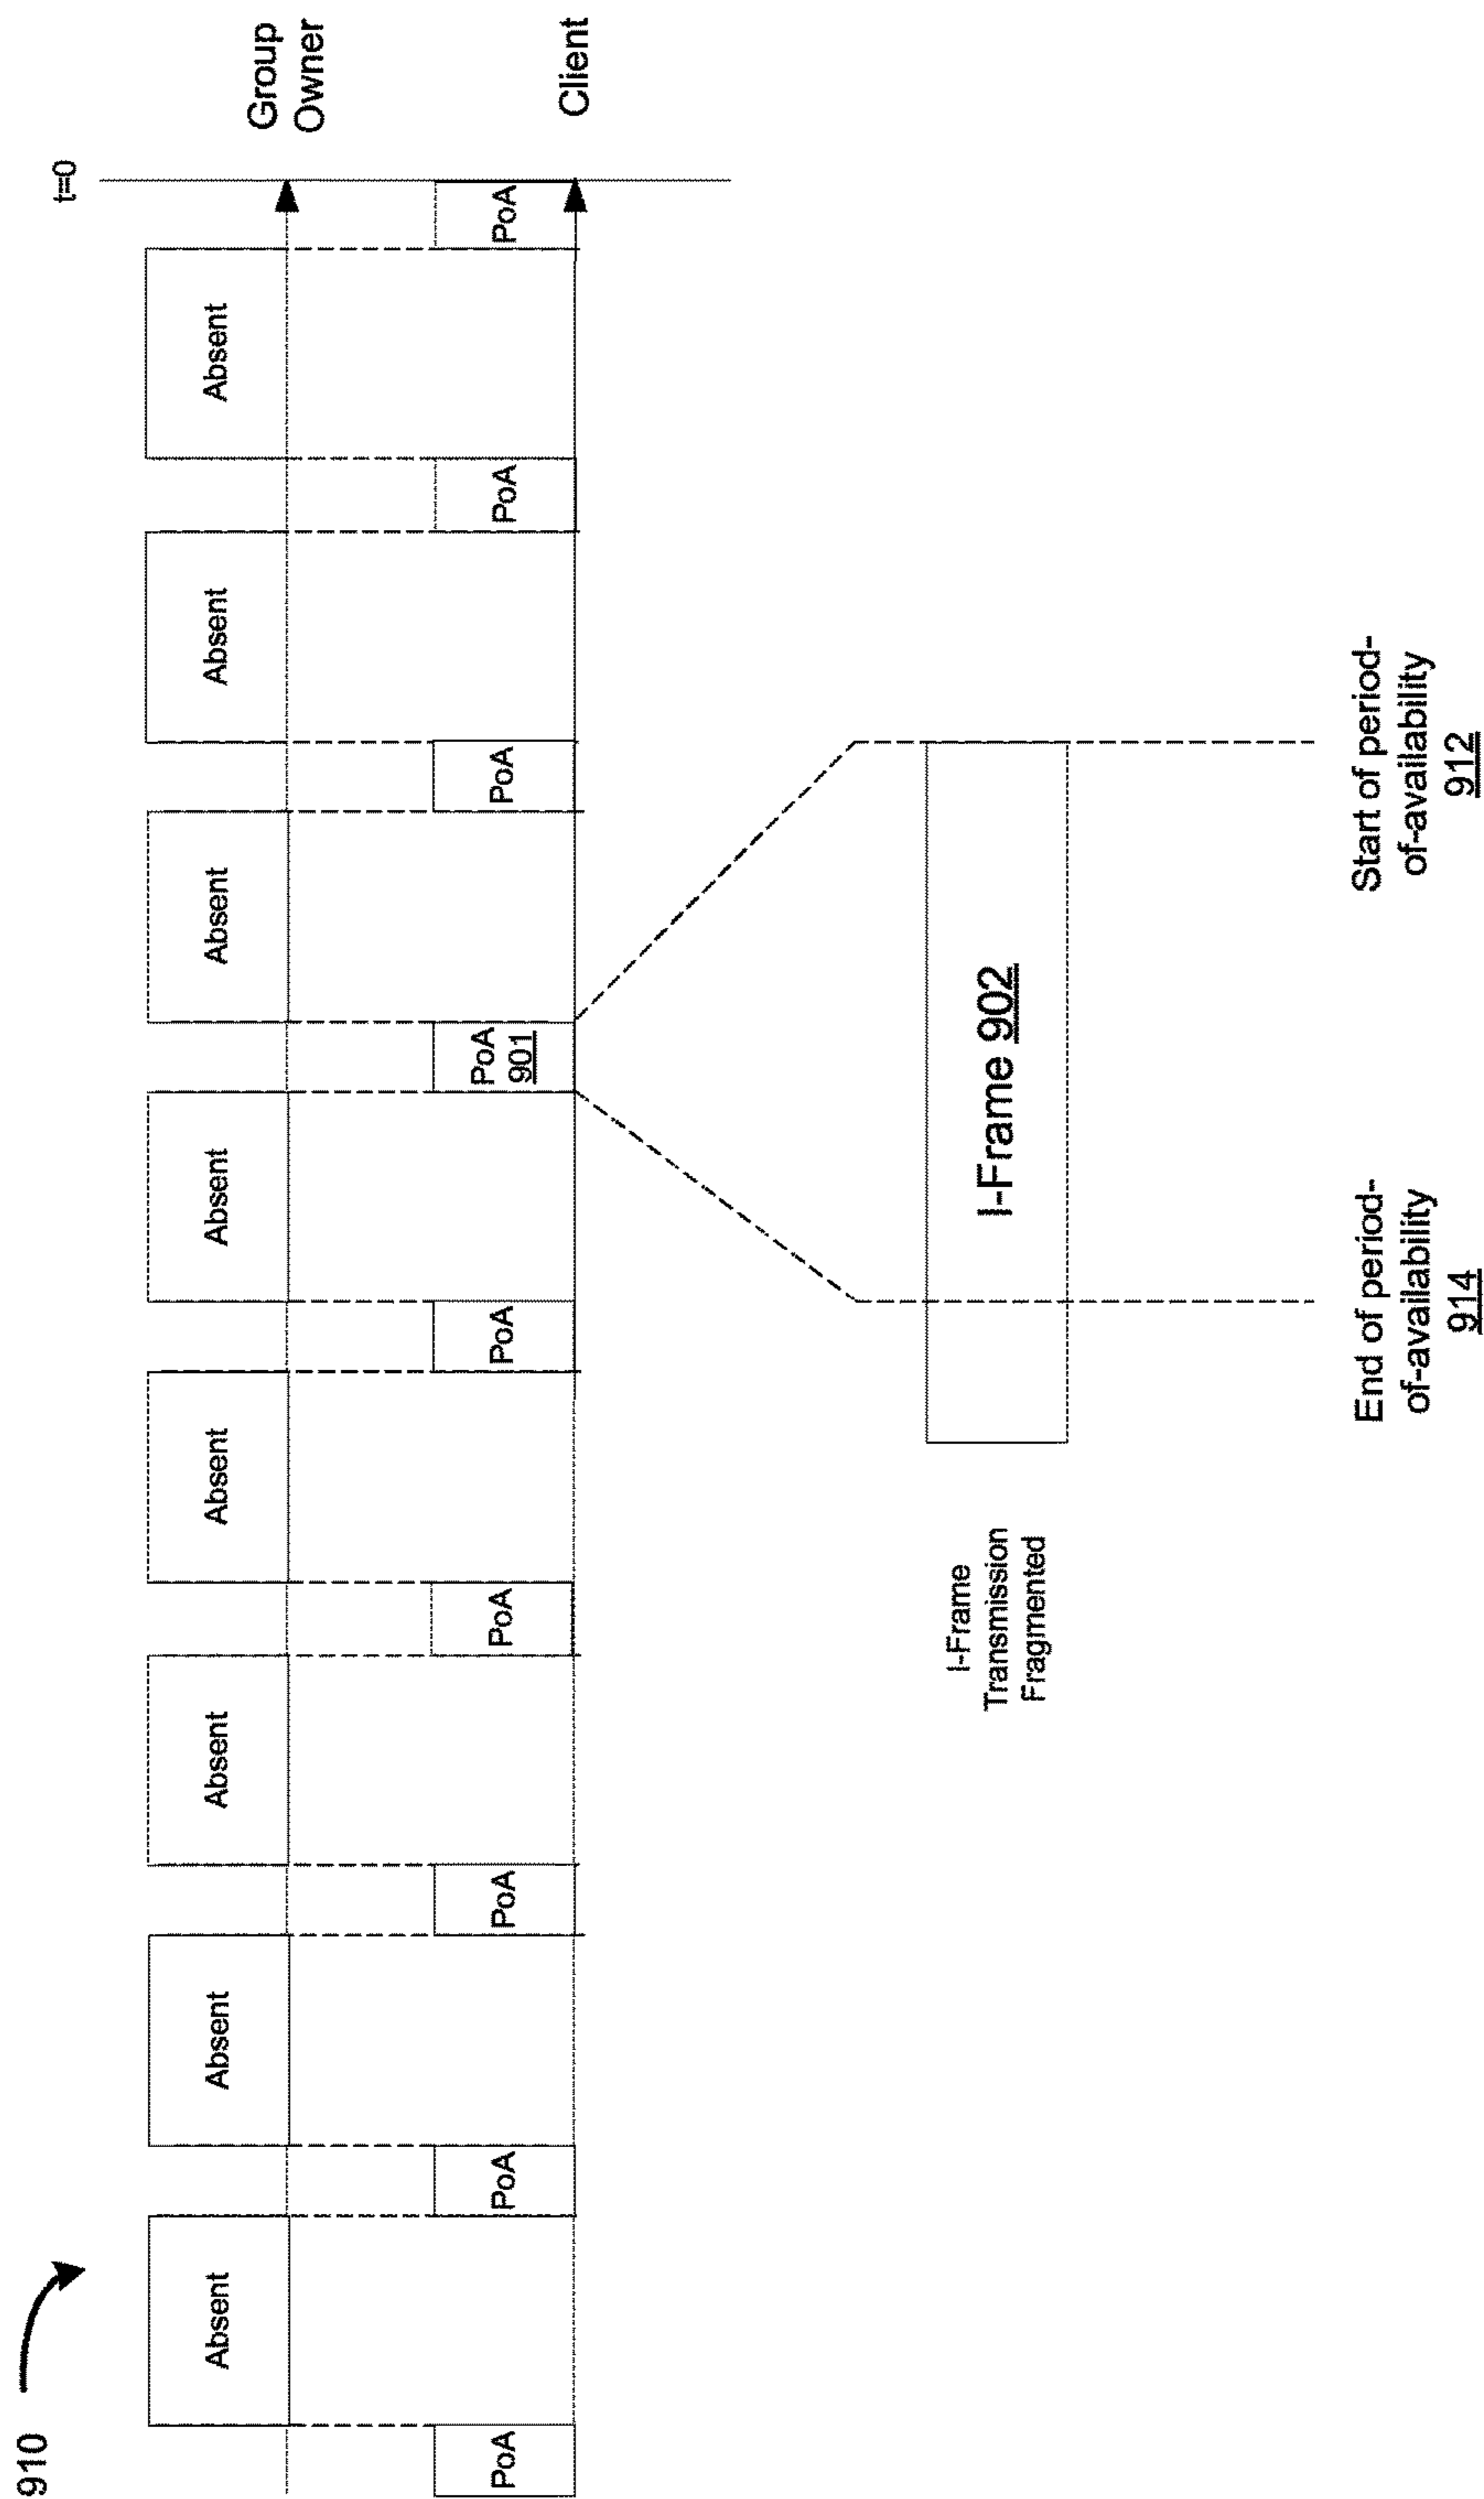 910
t=0
Absent
Absent
Absent
Absent
Absent
Absent
Absent
Absent
Group
Owner
PoA
PoA
PoA
PoA
PoA
PoA
901
PoA
PoA
PoA
Client
I-Frame
Transmission
Fragmented
I-Frame 902
End of period-
of-availability
914
Start of period-
of-availability
912